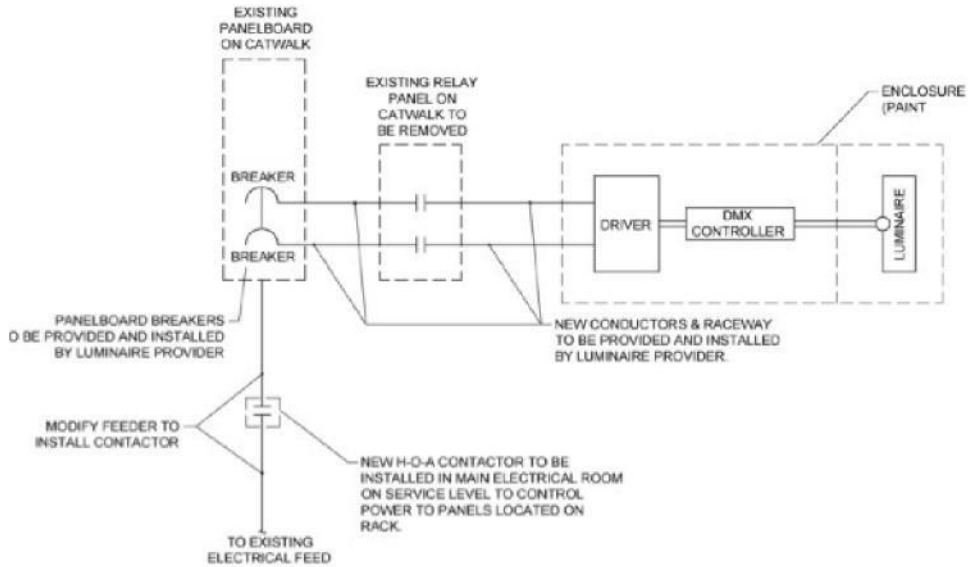 EXISTING
PANELBOARD
ON CATWALK
EXISTING RELAY
PANEL ON
CATWALK TO
BE REMOVED
ENCLOSURE
(PAINT
BREAKER
BREAKER
DRIVER
DMX
CONTROLLER
LUMINAIRE
PANELBOARD BREAKERS
O BE PROVIDED AND INSTALLED
BY LUMINAIRE PROVIDER
NEW CONDUCTORS & RACEWAY
TO BE PROVIDED AND INSTALLED
BY LUMINAIRE PROVIDER.
MODIFY FEEDER TO
INSTALL CONTACTOR
NEW H-O-A CONTACTOR TO BE
INSTALLED IN MAIN ELECTRICAL ROOM
ON SERVICE LEVEL TO CONTROL
POWER TO PANELS LOCATED ON
RACK.
TO EXISTING
ELECTRICAL FEED